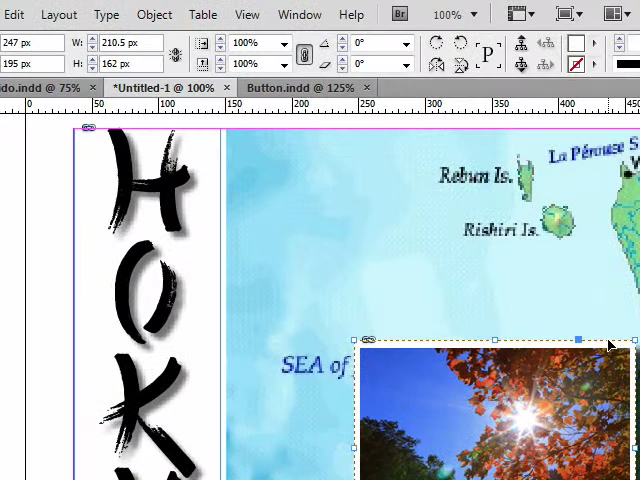 Edit Layout Type Object Table View Window Help Br 100%
247 px W: 210.5 px 100% 0°
195 px H: 162 px 100% 0° P
ido.indd @ 75% × *Untitled-1 @ 100% × Button.indd @ 125% ×
0 50 100 150 200 250 300 350 400 450
H
O
K
La Pérouse S
Rebun Is.
Rishiri Is.
SEA of